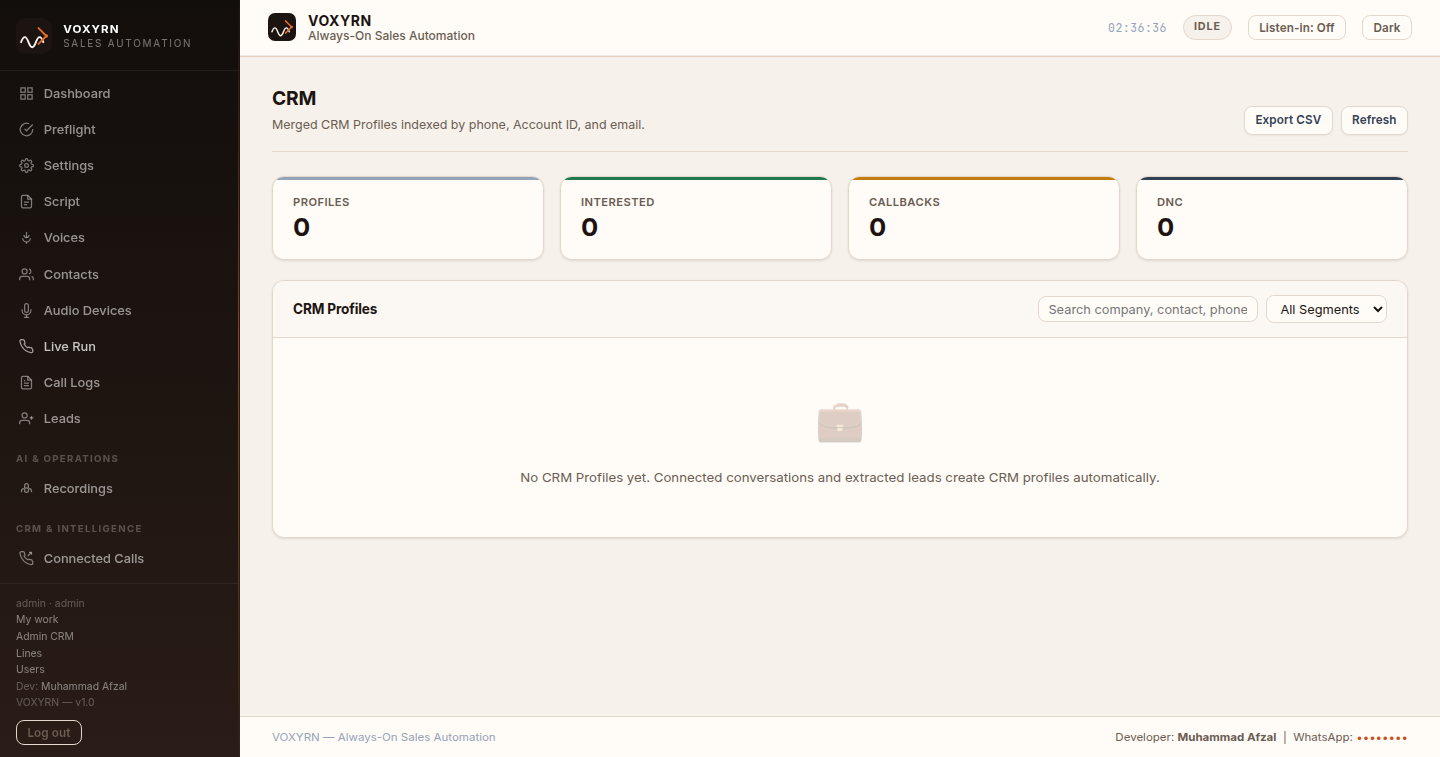 VOXYRN
SALES AUTOMATION
Dashboard
Preflight
Settings
Script
Voices
Contacts
Audio Devices
Live Run
Call Logs
Leads
AI & OPERATIONS
Recordings
CRM & INTELLIGENCE
Connected Calls
admin · admin
My work
Admin CRM
Lines
Users
Dev: Muhammad Afzal
VOXYRN — v1.0
Log out
VOXYRN
Always-On Sales Automation
02:36:36
IDLE
Listen-in: Off
Dark
CRM
Merged CRM Profiles indexed by phone, Account ID, and email.
Export CSV
Refresh
PROFILES
0
INTERESTED
0
CALLBACKS
0
DNC
0
CRM Profiles
Search company, contact, phone
All Segments
No CRM Profiles yet. Connected conversations and extracted leads create CRM profiles automatically.
VOXYRN — Always-On Sales Automation
Developer: Muhammad Afzal | WhatsApp: ••••••••